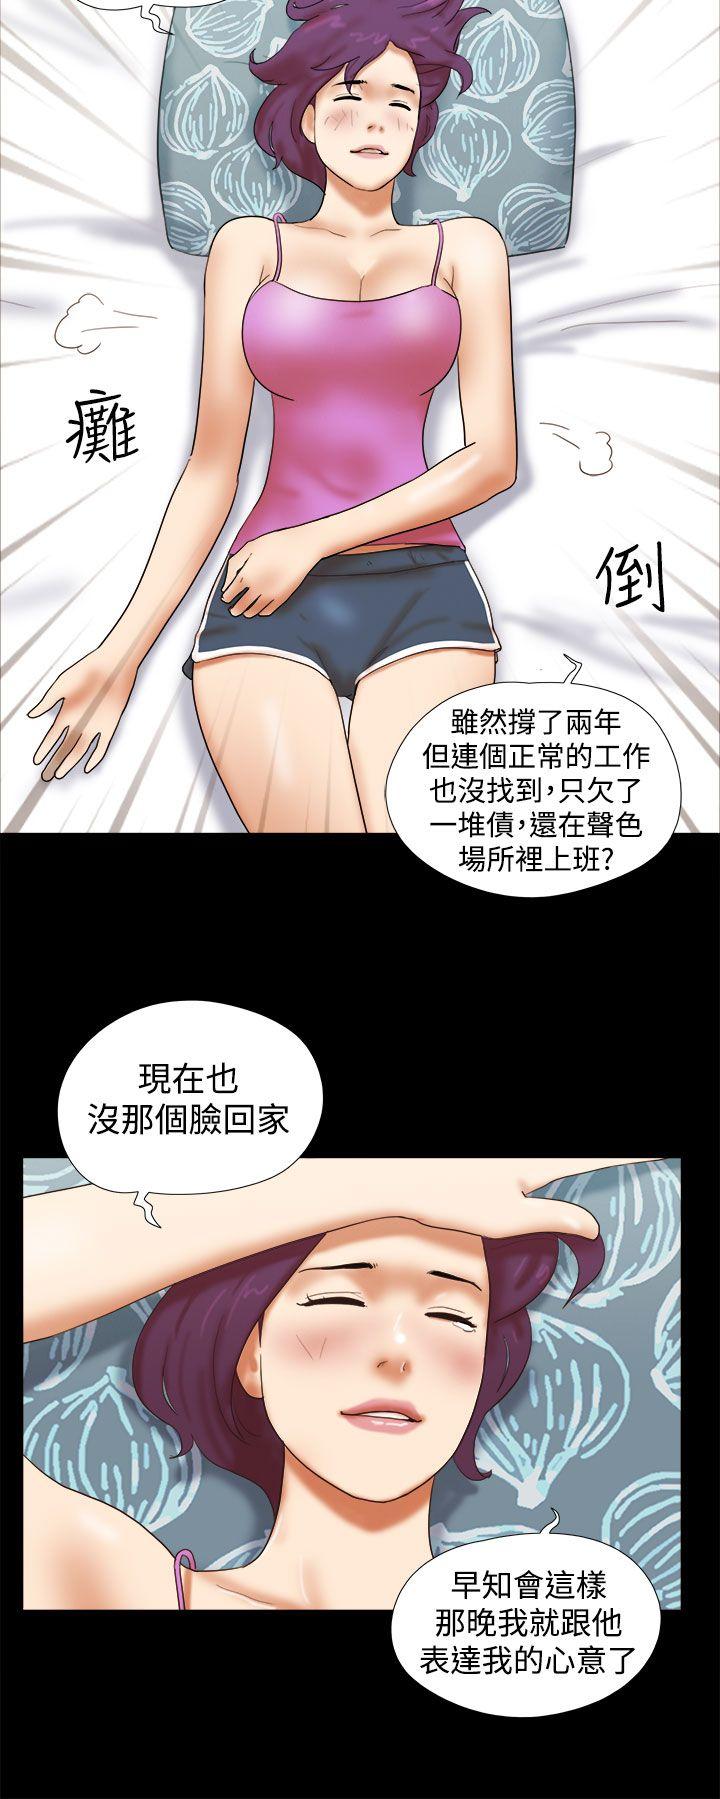 癱
倒
雖然撐了兩年
但連個正常的工作
也沒找到，只欠了
一堆債，還在聲色
場所裡上班?
現在也
沒那個臉回家
早知會這樣
那晚我就跟他
表達我的心意了